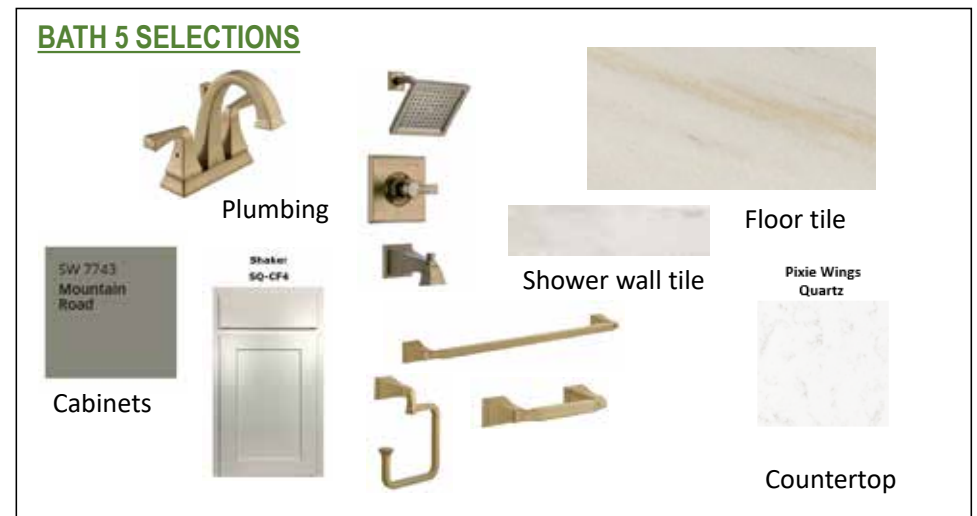 BATH 5 SELECTIONS
Plumbing
Floor tile
Shower wall tile
SW 7743
Mountain
Road
Shaker
SQ-CF4
Pixie Wings
Quartz
Cabinets
Countertop